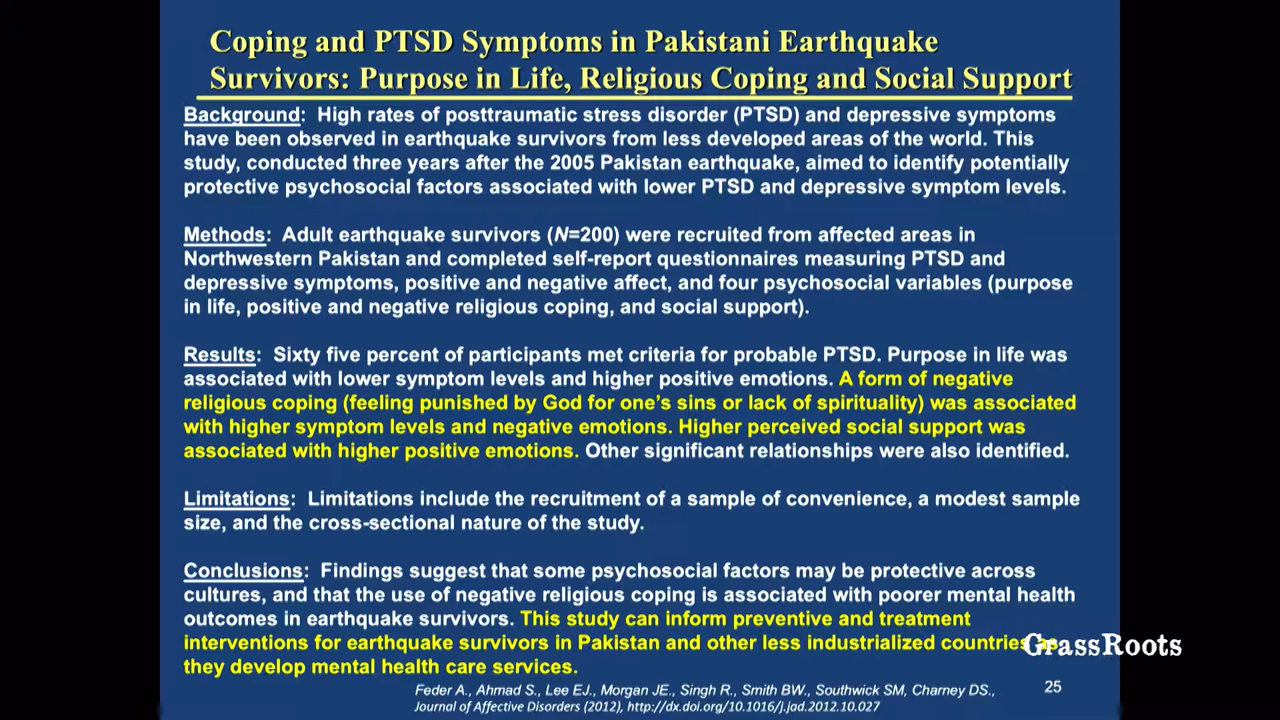 Coping and PTSD Symptoms in Pakistani Earthquake
Survivors: Purpose in Life, Religious Coping and Social Support
Background: High rates of posttraumatic stress disorder (PTSD) and depressive symptoms
have been observed in earthquake survivors from less developed areas of the world. This
study, conducted three years after the 2005 Pakistan earthquake, aimed to identify potentially
protective psychosocial factors associated with lower PTSD and depressive symptom levels.
Methods: Adult earthquake survivors (N=200) were recruited from affected areas in
Northwestern Pakistan and completed self-report questionnaires measuring PTSD and
depressive symptoms, positive and negative affect, and four psychosocial variables (purpose
in life, positive and negative religious coping, and social support).
Results: Sixty five percent of participants met criteria for probable PTSD. Purpose in life was
associated with lower symptom levels and higher positive emotions. A form of negative
religious coping (feeling punished by God for one's sins or lack of spirituality) was associated
with higher symptom levels and negative emotions. Higher perceived social support was
associated with higher positive emotions. Other significant relationships were also identified.
Limitations: Limitations include the recruitment of a sample of convenience, a modest sample
size, and the cross-sectional nature of the study.
Conclusions: Findings suggest that some psychosocial factors may be protective across
cultures, and that the use of negative religious coping is associated with poorer mental health
outcomes in earthquake survivors. This study can inform preventive and treatment
interventions for earthquake survivors in Pakistan and other less industrialized countries
they develop mental health care services.
GrassRoots
Feder A., Ahmad S., Lee EJ., Morgan JE., Singh R., Smith BW., Southwick SM, Charney DS.,
Journal of Affective Disorders (2012), http://dx.doi.org/10.1016/j.jad.2012.10.027
25